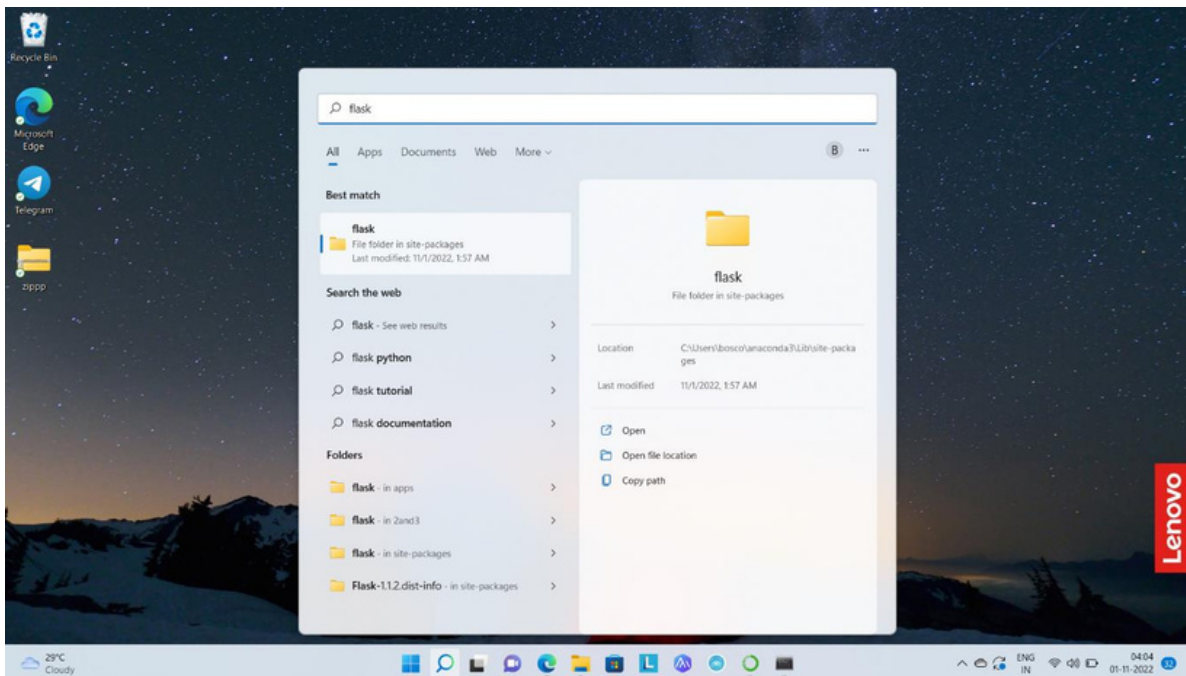 Recycle Bin
Microsoft
Edge
Telegram
zippp
flask
All Apps Documents Web More
B ...
Best match
flask
File folder in site-packages
Last modified: 11/1/2022, 1:57 AM
Search the web
flask - See web results
flask python
flask tutorial
flask documentation
Folders
flask - in apps
flask - in 2and3
flask - in site-packages
Flask-1.1.2.dist-info - in site-packages
flask
File folder in site-packages
Location C:\Users\bosco\anaconda3\Lib\site-packa
ges
Last modified 11/1/2022, 1:57 AM
Open
Open file location
Copy path
Lenovo
29°C
Cloudy
L
ENG
IN
04:04
01-11-2022
32